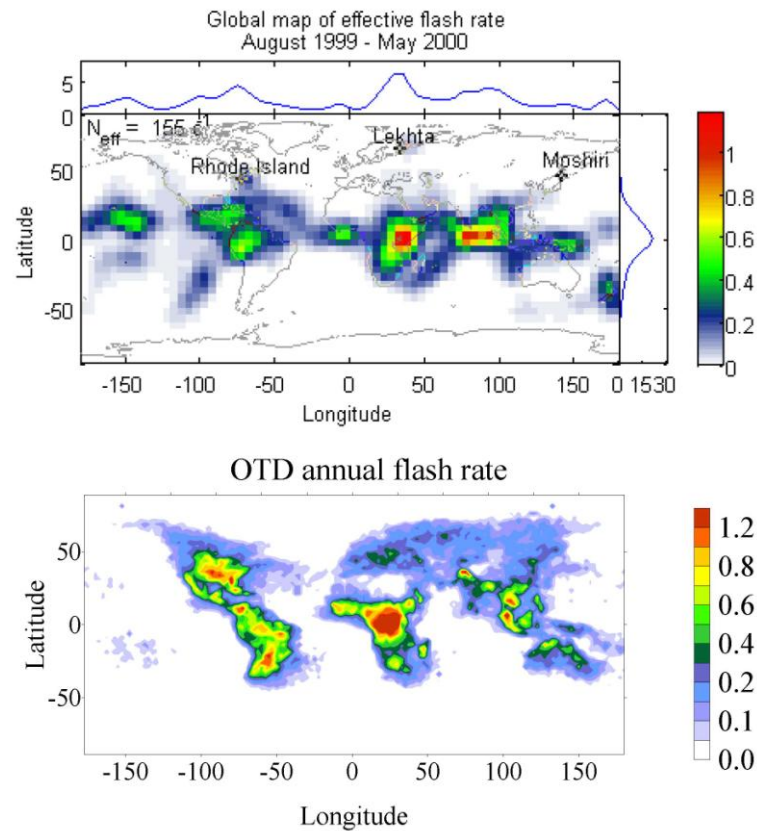 Global map of effective flash rate
August 1999 - May 2000
5
0
N_eff = 155 s^-1
Lekhta
Rhode Island
Moshiri
50
0
-50
Latitude
-150 -100 -50 0 50 100 150 0 1530
Longitude
1
0.8
0.6
0.4
0.2
0
OTD annual flash rate
50
0
-50
Latitude
-150 -100 -50 0 50 100 150
Longitude
1.2
0.8
0.6
0.4
0.2
0.1
0.0